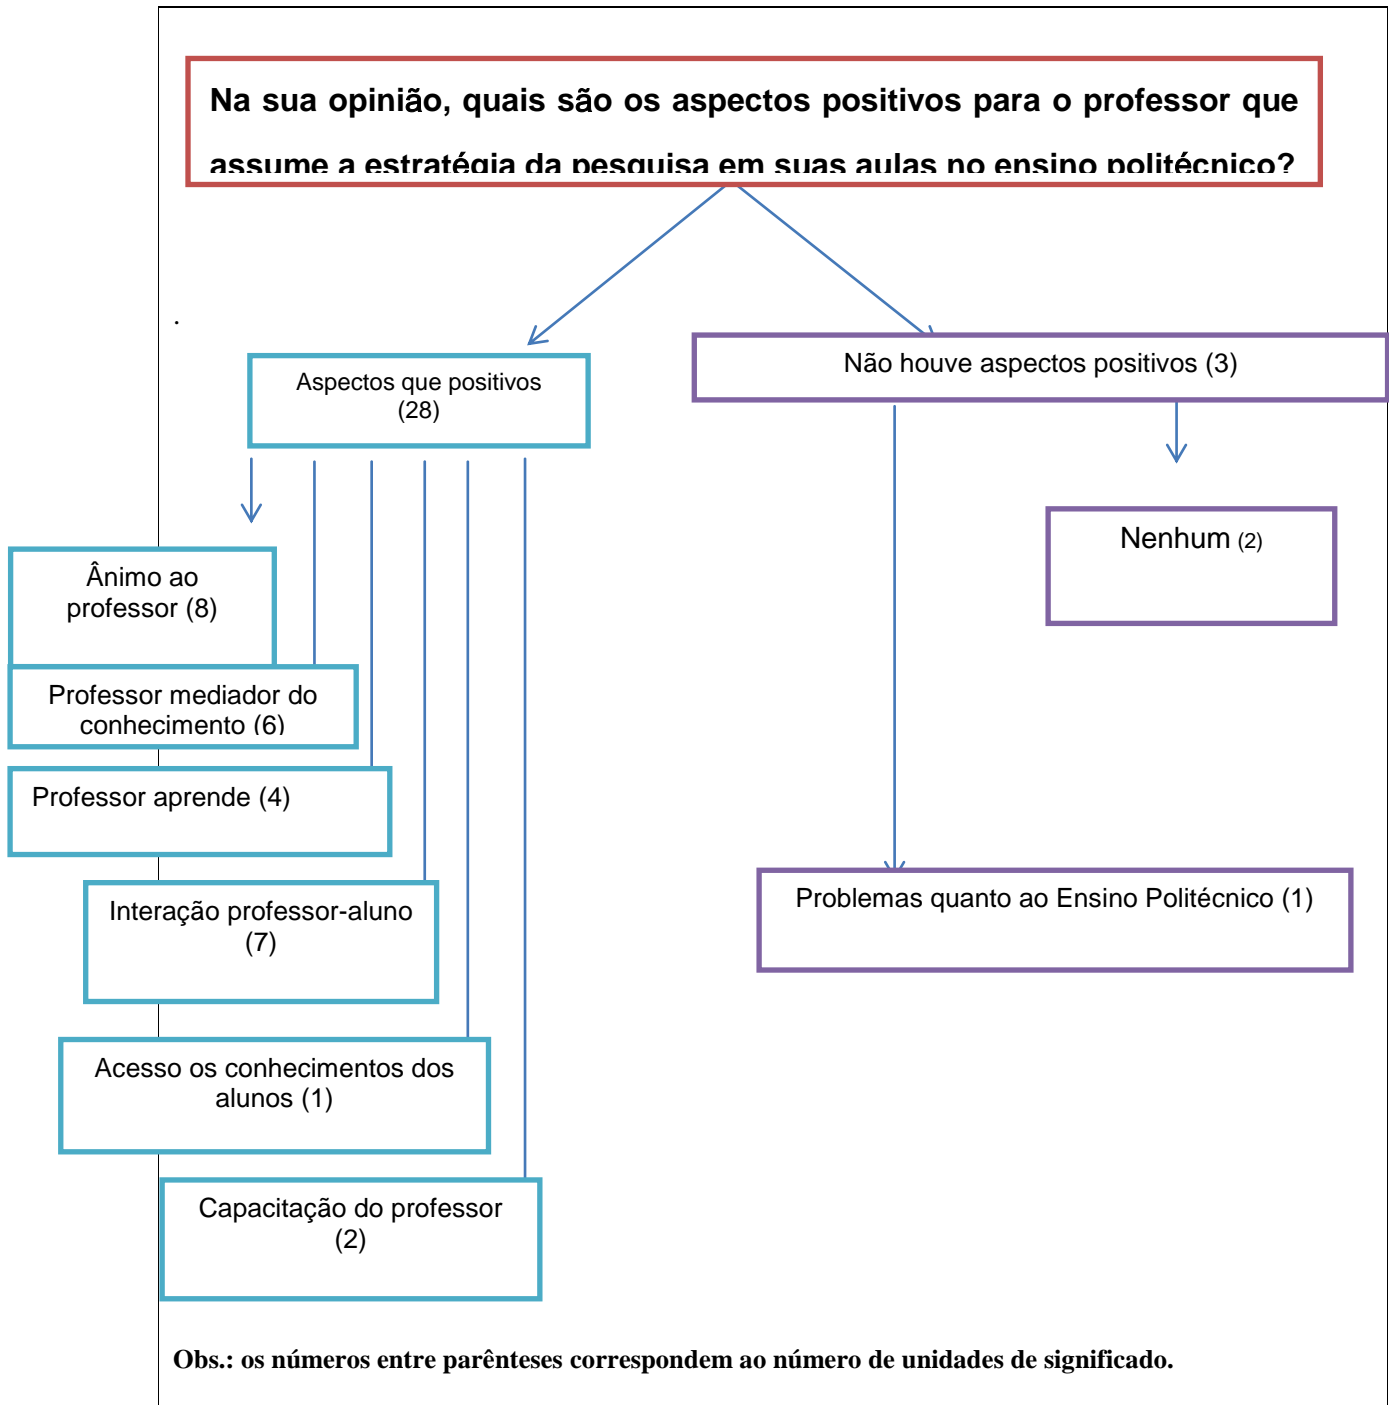 Na sua opinião, quais são os aspectos positivos para o professor que
assume a estratégia da pesquisa em suas aulas no ensino politécnico?
.
Aspectos que positivos
(28)
Não houve aspectos positivos (3)
Nenhum (2)
Ânimo ao
professor (8)
Professor mediador do
conhecimento (6)
Professor aprende (4)
Interação professor-aluno
(7)
Problemas quanto ao Ensino Politécnico (1)
Acesso os conhecimentos dos
alunos (1)
Capacitação do professor
(2)
Obs.: os números entre parênteses correspondem ao número de unidades de significado.